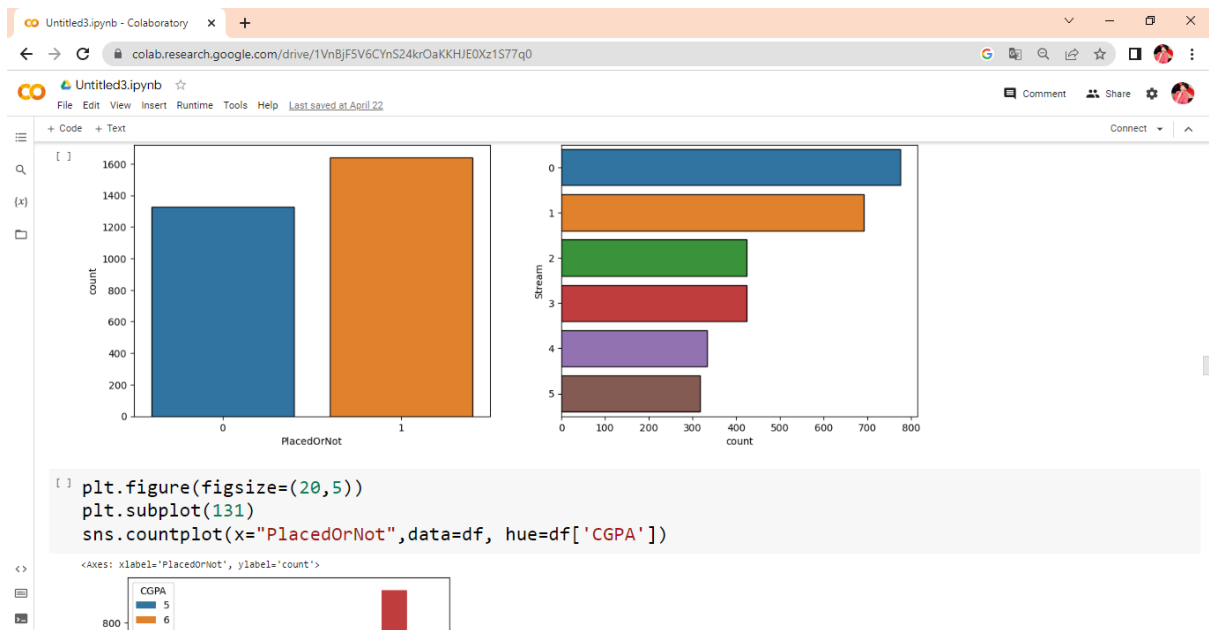 Untitled3.ipynb - Colaboratory
colab.research.google.com/drive/1VnBjF5V6CYnS24krOaKKHJE0Xz1S77q0
Untitled3.ipynb
Comment Share
File Edit View Insert Runtime Tools Help Last saved at April 22
+ Code + Text
Connect
[ ]
1600
1400
1200
1000
800
600
400
200
0
count
0 1
PlacedOrNot
0
1
2
3
4
5
Stream
0 100 200 300 400 500 600 700 800
count
[ ] plt.figure(figsize=(20,5))
plt.subplot(131)
sns.countplot(x="PlacedOrNot",data=df, hue=df['CGPA'])
<Axes: xlabel='PlacedOrNot', ylabel='count'>
CGPA
5
6
800